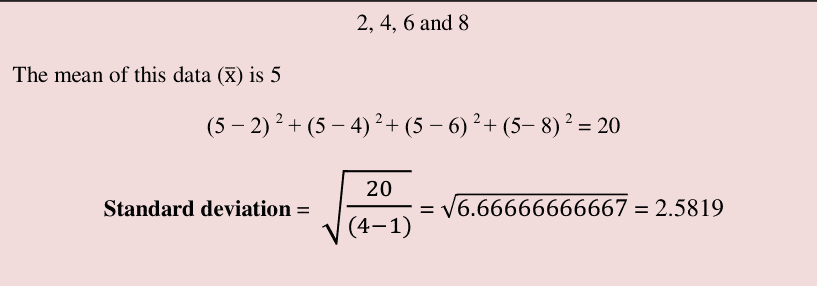 2, 4, 6 and 8
The mean of this data (x̅) is 5
(5 − 2) ² + (5 − 4) ² + (5 − 6) ² + (5− 8) ² = 20
Standard deviation = √(20/(4−1)) = √6.66666666667 = 2.5819